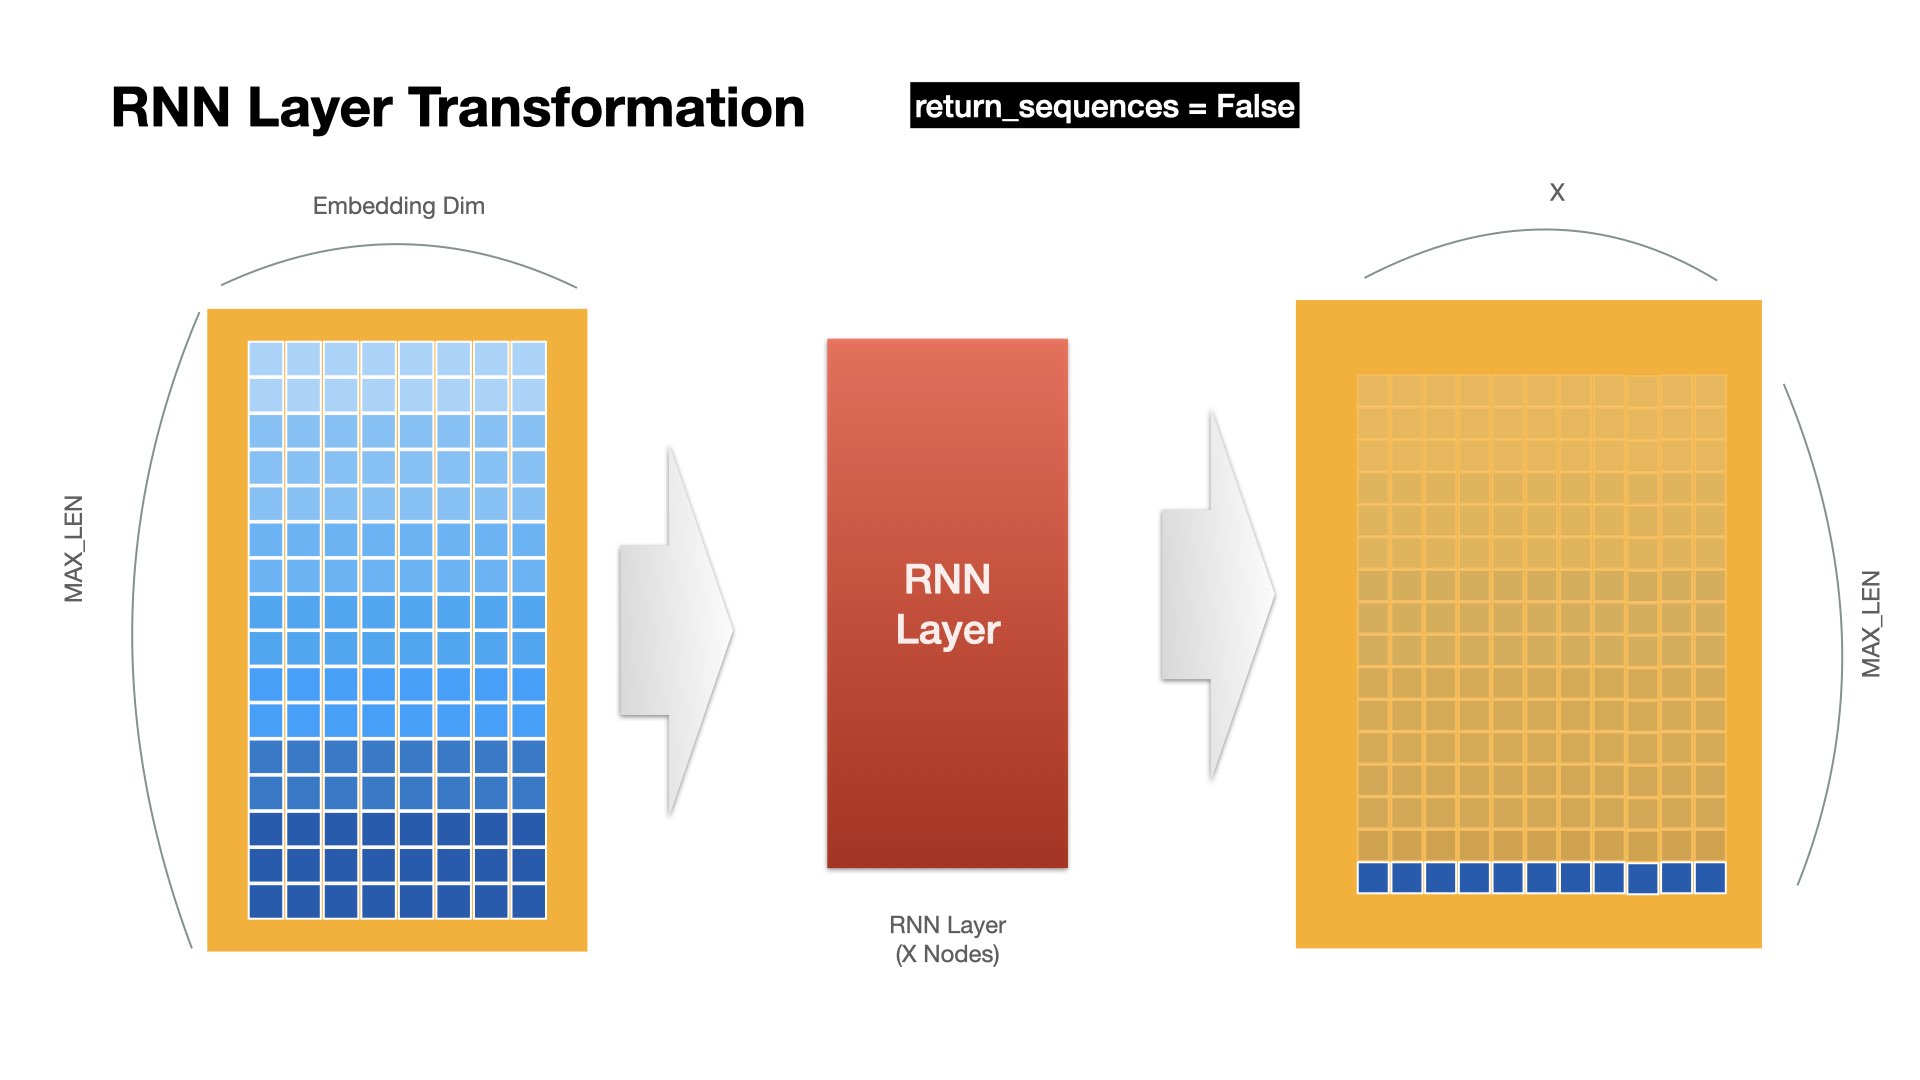 RNN Layer Transformation
return_sequences = False
Embedding Dim
X
MAX_LEN
RNN
Layer
MAX_LEN
RNN Layer
(X Nodes)